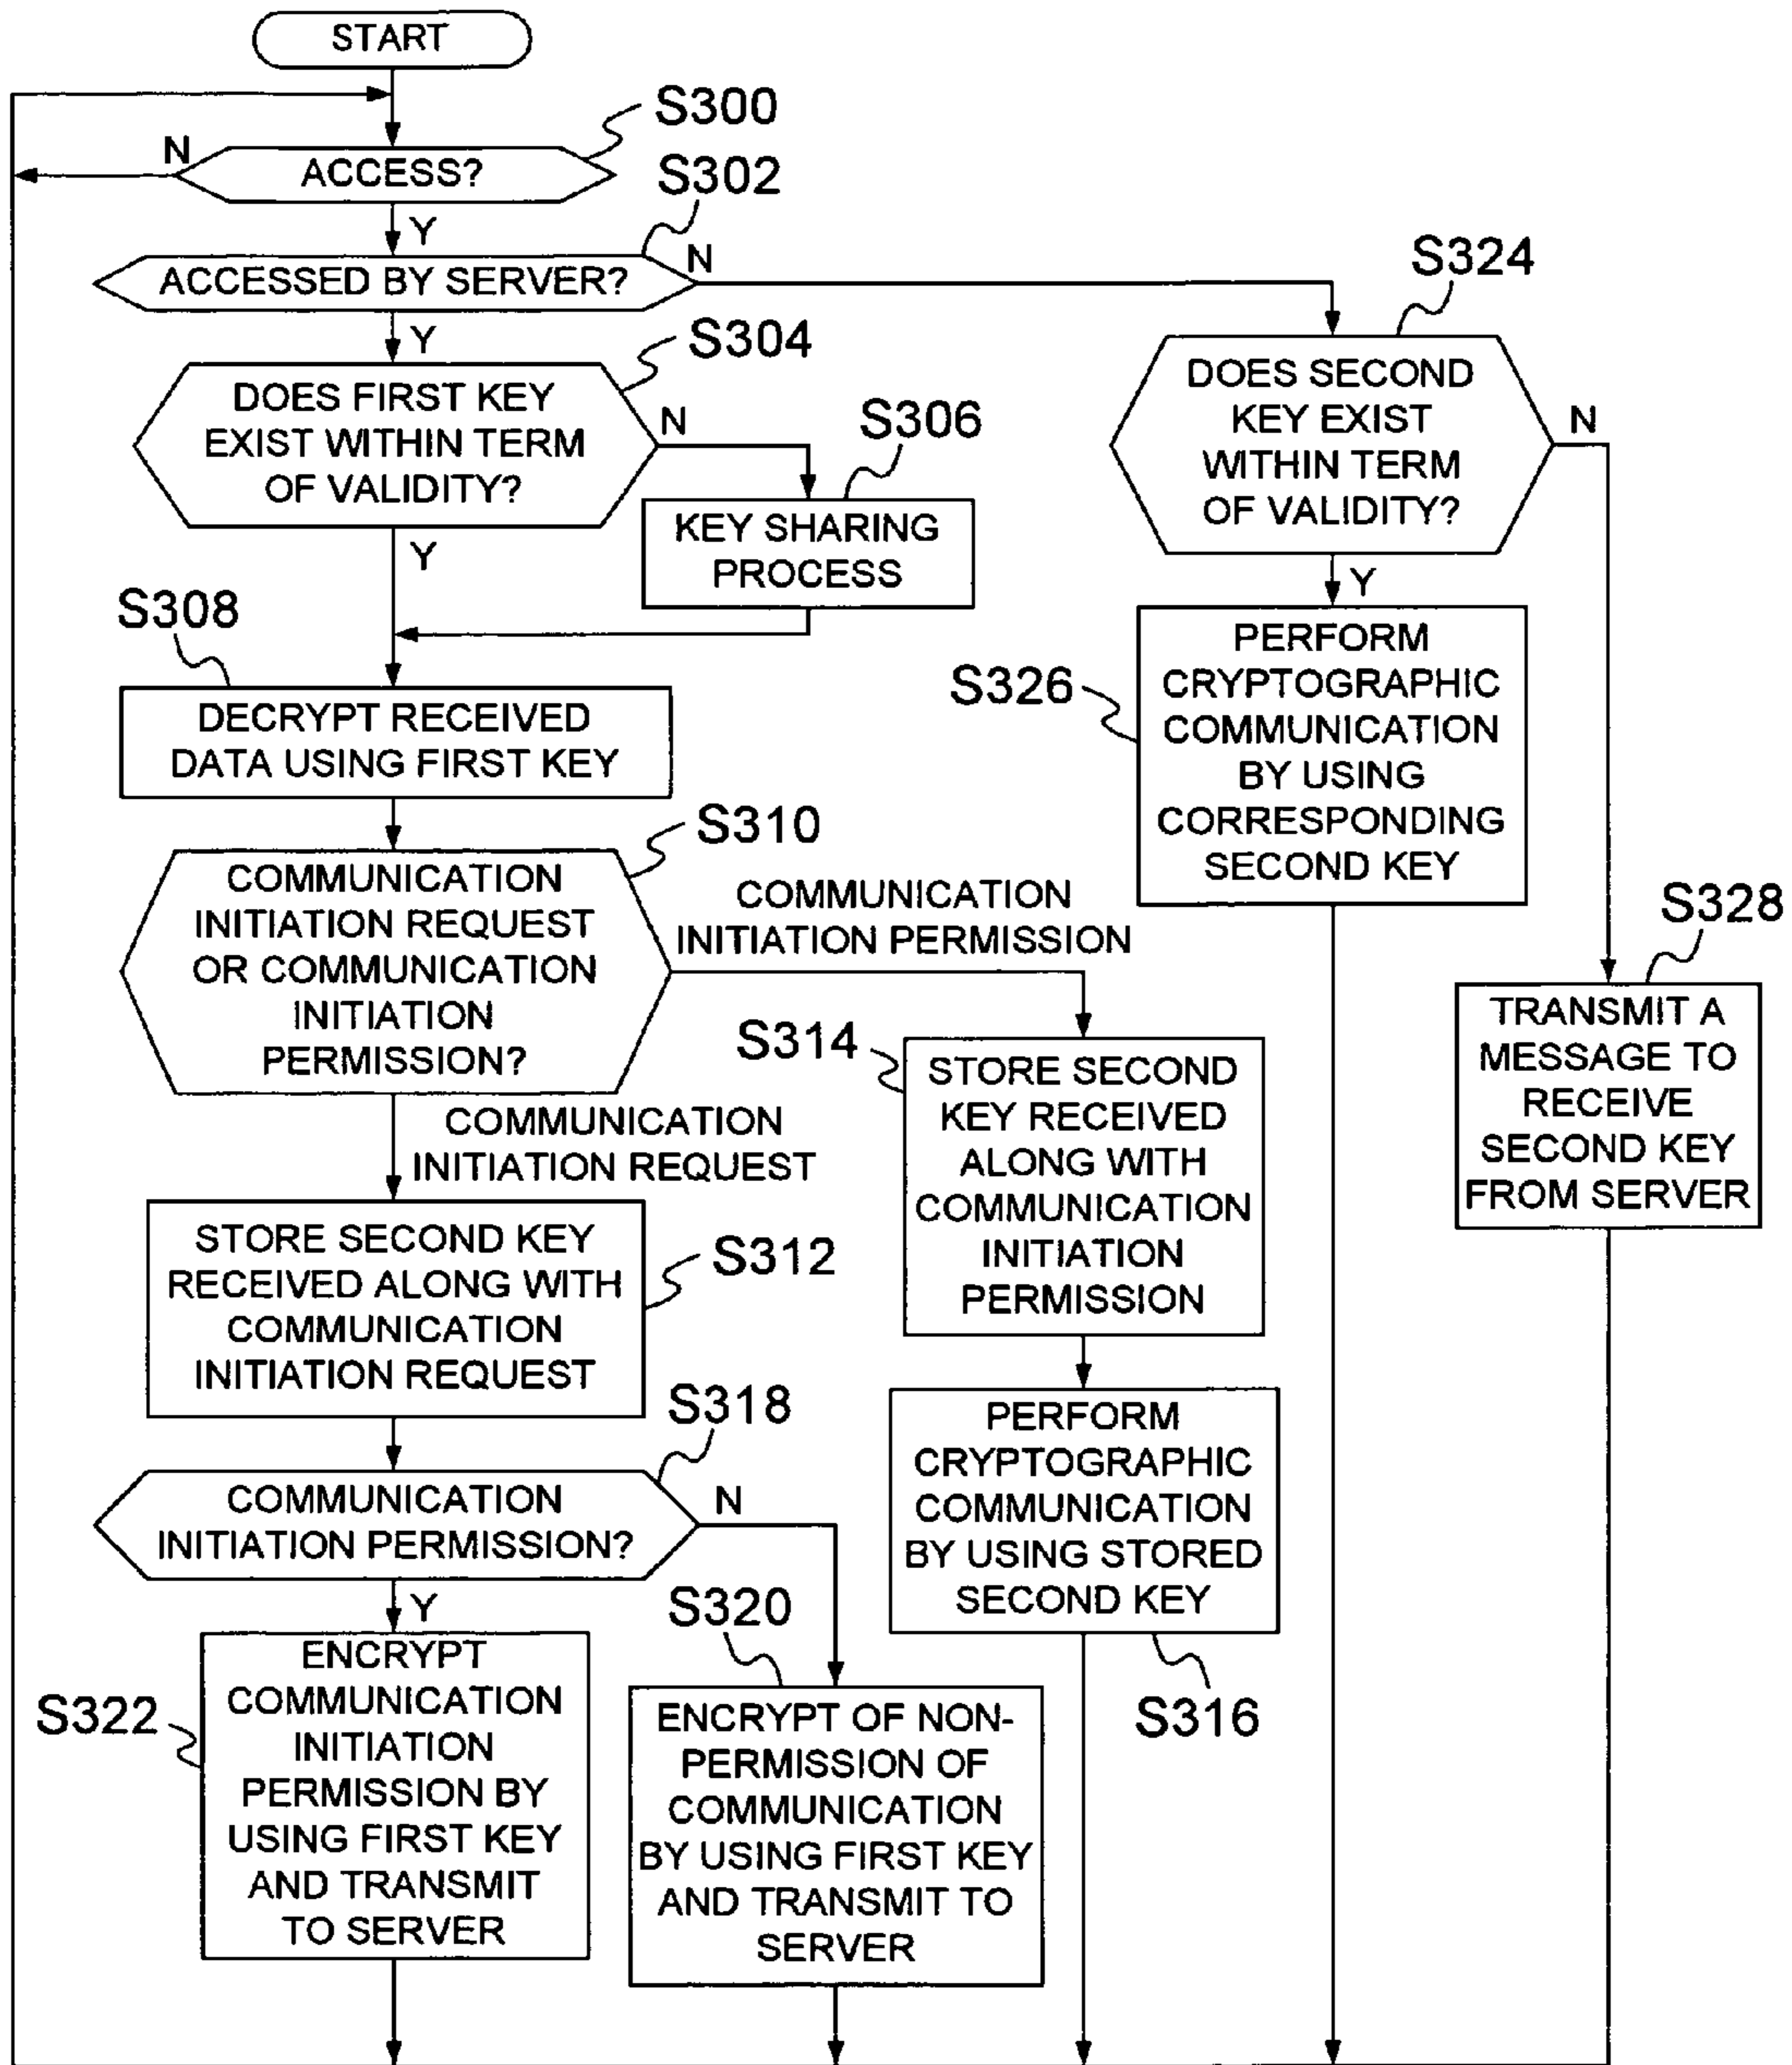 START
S300
N
ACCESS?
S302
Y
ACCESSED BY SERVER?
N
S324
Y
S304
DOES FIRST KEY
EXIST WITHIN TERM
OF VALIDITY?
N
S306
KEY SHARING
PROCESS
Y
DOES SECOND
KEY EXIST
WITHIN TERM
OF VALIDITY?
N
Y
S308
DECRYPT RECEIVED
DATA USING FIRST KEY
S326
PERFORM
CRYPTOGRAPHIC
COMMUNICATION
BY USING
CORRESPONDING
SECOND KEY
S310
COMMUNICATION
INITIATION REQUEST
OR COMMUNICATION
INITIATION
PERMISSION?
COMMUNICATION
INITIATION PERMISSION
S328
TRANSMIT A
MESSAGE TO
RECEIVE
SECOND KEY
FROM SERVER
S314
STORE SECOND
KEY RECEIVED
ALONG WITH
COMMUNICATION
INITIATION
PERMISSION
COMMUNICATION
INITIATION REQUEST
STORE SECOND KEY
RECEIVED ALONG WITH
COMMUNICATION
INITIATION REQUEST
S312
S318
COMMUNICATION
INITIATION PERMISSION?
N
Y
PERFORM
CRYPTOGRAPHIC
COMMUNICATION
BY USING STORED
SECOND KEY
S316
S320
S322
ENCRYPT
COMMUNICATION
INITIATION
PERMISSION BY
USING FIRST KEY
AND TRANSMIT
TO SERVER
ENCRYPT OF NON-
PERMISSION OF
COMMUNICATION
BY USING FIRST KEY
AND TRANSMIT TO
SERVER